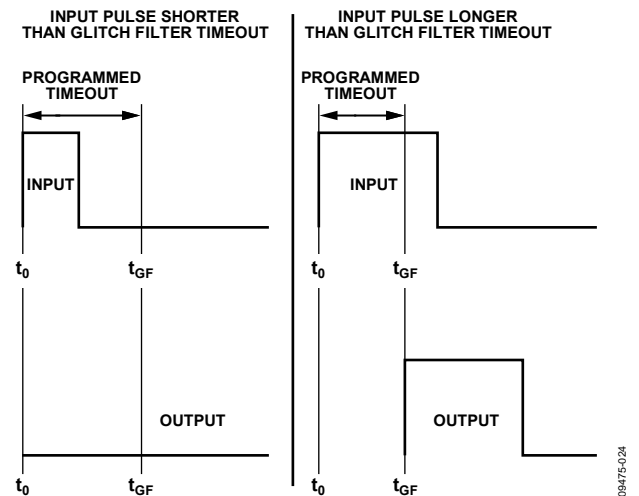 INPUT PULSE SHORTER
THAN GLITCH FILTER TIMEOUT
PROGRAMMED
TIMEOUT
INPUT
t0
tGF
OUTPUT
t0
tGF
INPUT PULSE LONGER
THAN GLITCH FILTER TIMEOUT
PROGRAMMED
TIMEOUT
INPUT
t0
tGF
OUTPUT
t0
tGF
09475-024